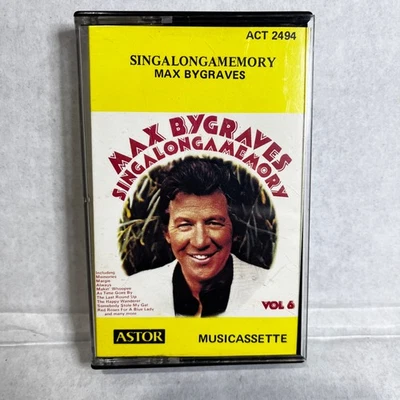 ACT 2494
SINGALONGAMEMORY
MAX BYGRAVES
MAX BYGRAVES
SINGALONGAMEMORY
Including
Memories
Margie
Always
Makin' Whoopee
As Time Goes By
The Last Round Up
The Happy Wanderer
Somebody Stole My Gal
Red Roses For A Blue Lady
and many more
VOL 6
ASTOR
MUSICASSETTE